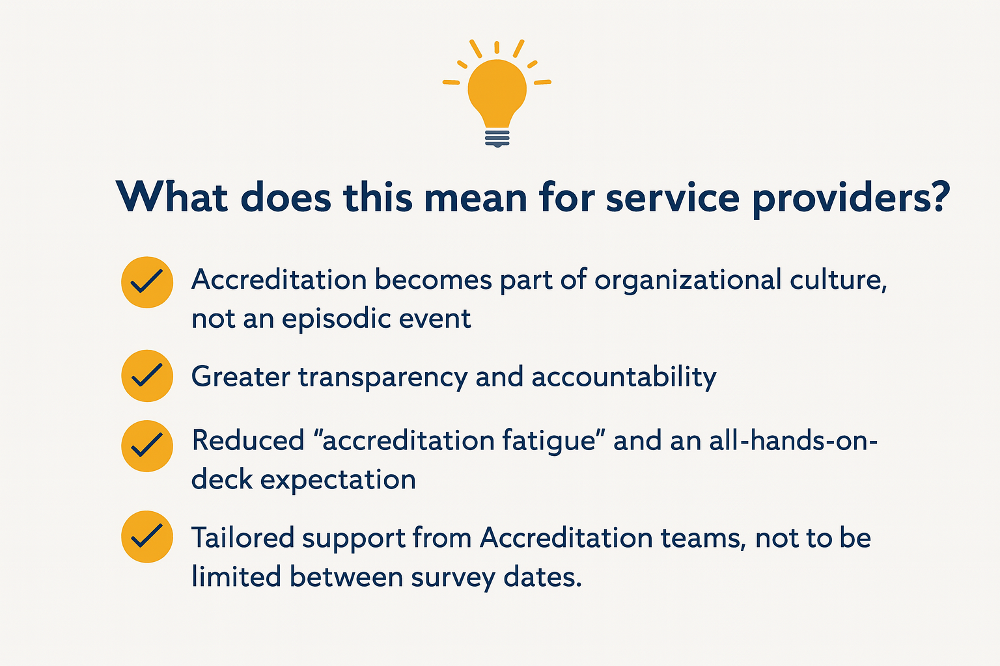 What does this mean for service providers?
Accreditation becomes part of organizational culture,
not an episodic event
Greater transparency and accountability
Reduced “accreditation fatigue” and an all-hands-on-
deck expectation
Tailored support from Accreditation teams, not to be
limited between survey dates.